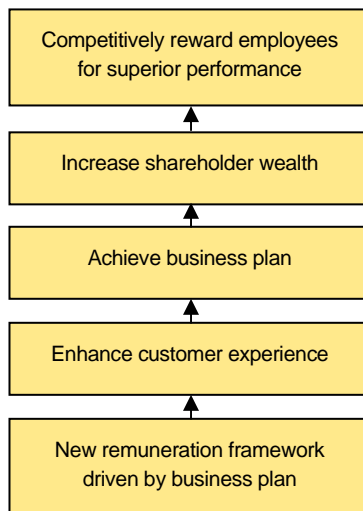 Competitively reward employees
for superior performance
Increase shareholder wealth
Achieve business plan
Enhance customer experience
New remuneration framework
driven by business plan